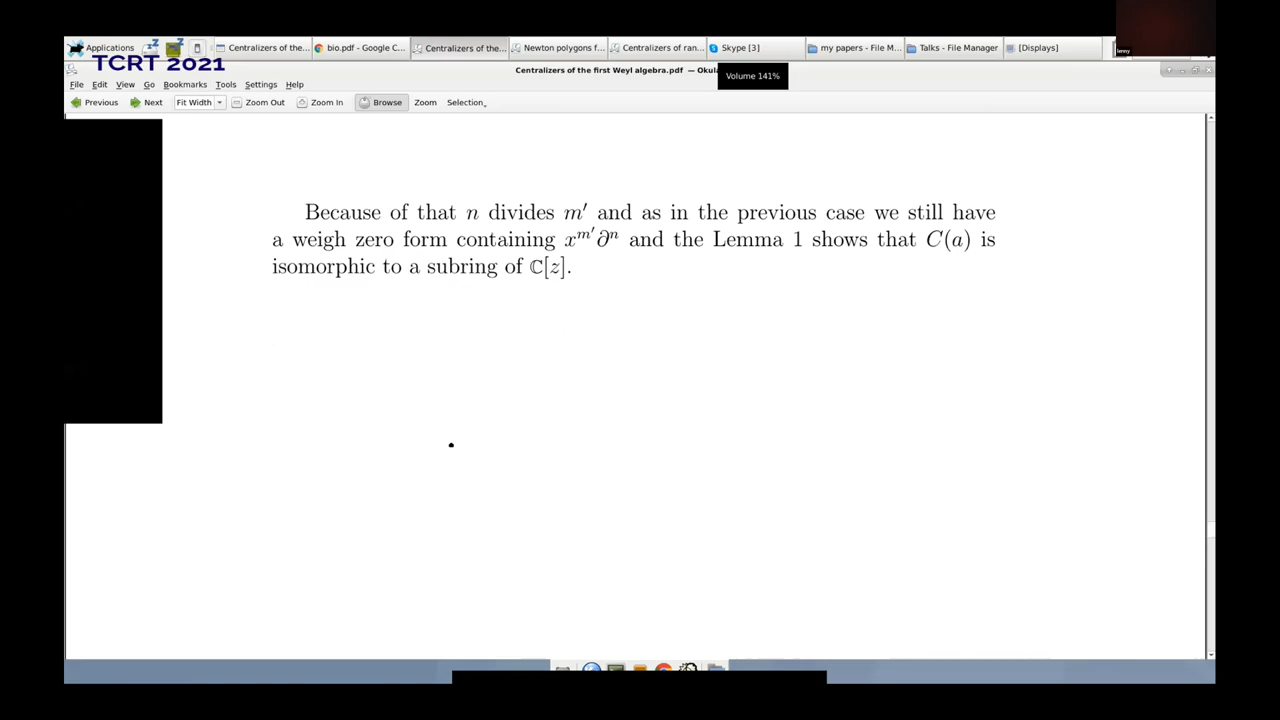 Applications
Centralizers of the...
bio.pdf - Google C...
Centralizers of the...
Newton polygons f...
Centralizers of ran...
Skype [3]
my papers - File M...
Talks - File Manager
[Displays]
lenny
TCRT 2021
Centralizers of the first Weyl algebra.pdf — Okula
Volume 141%
File Edit View Go Bookmarks Tools Settings Help
Previous Next Fit Width Zoom Out Zoom In Browse Zoom Selection
Because of that n divides m′ and as in the previous case we still have
a weigh zero form containing x^{m′}∂^n and the Lemma 1 shows that C(a) is
isomorphic to a subring of ℂ[z].